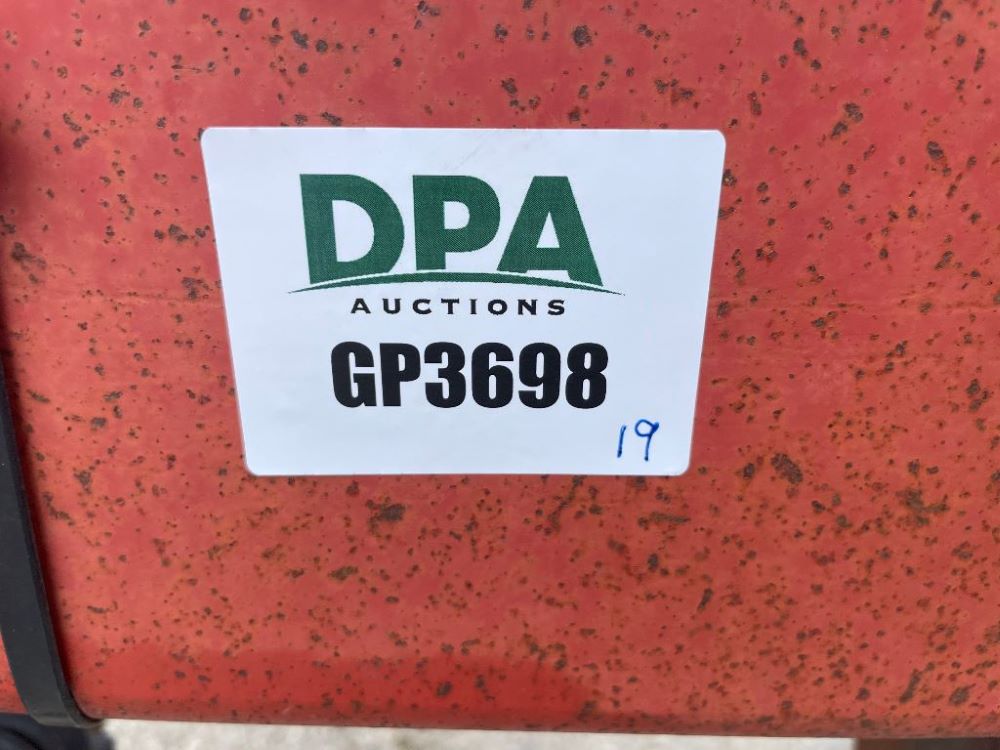 DPA
AUCTIONS
GP3698
19